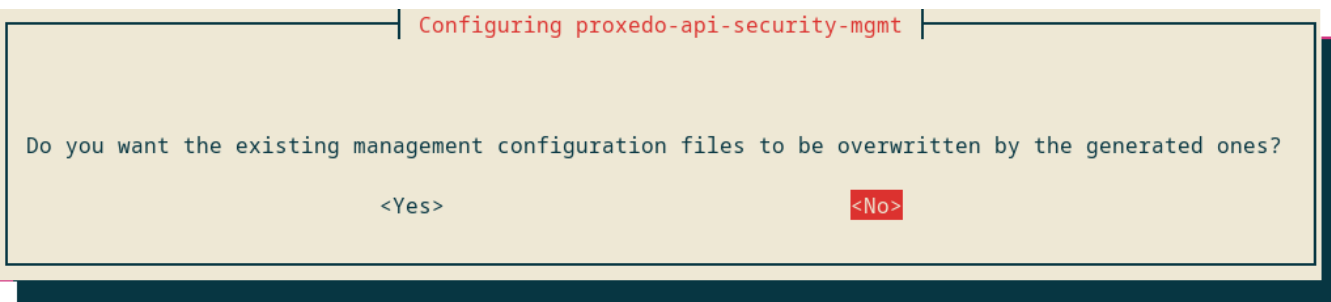 Configuring proxedo-api-security-mgmt
Do you want the existing management configuration files to be overwritten by the generated ones?
<Yes> <No>